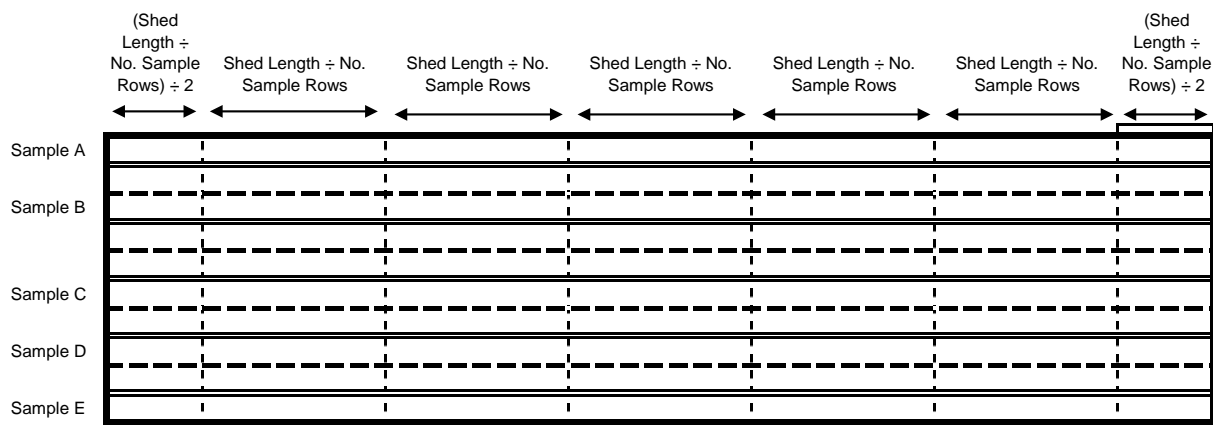 (Shed
Length ÷
No. Sample
Rows) ÷ 2
Shed Length ÷ No.
Sample Rows
Shed Length ÷ No.
Sample Rows
Shed Length ÷ No.
Sample Rows
Shed Length ÷ No.
Sample Rows
Shed Length ÷ No.
Sample Rows
(Shed
Length ÷
No. Sample
Rows) ÷ 2
Sample A
Sample B
Sample C
Sample D
Sample E